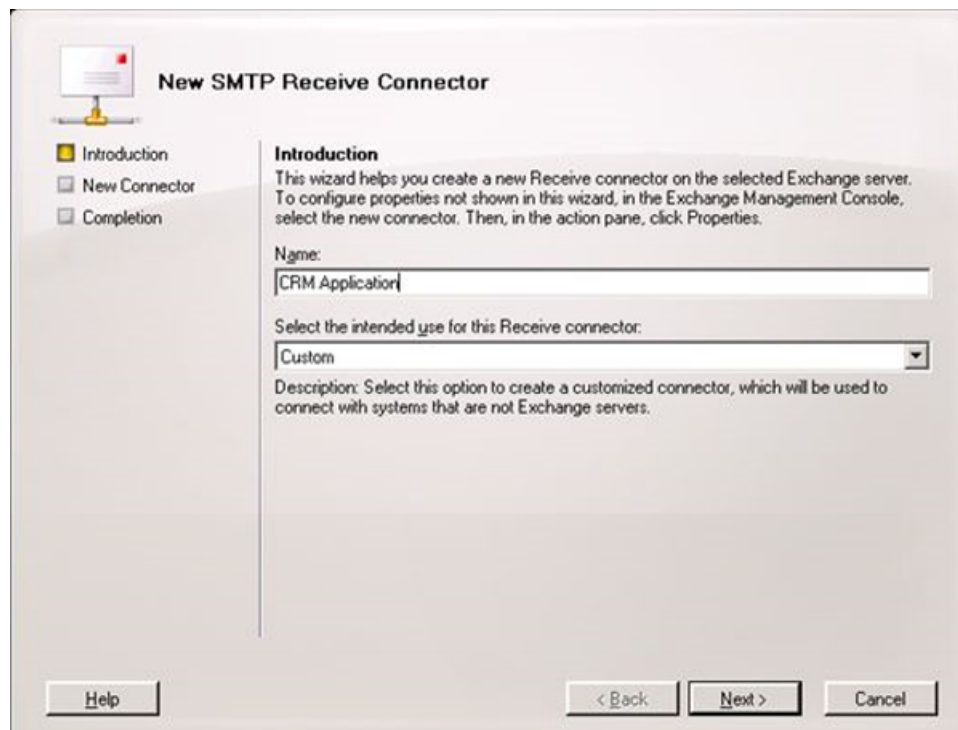 New SMTP Receive Connector
Introduction
New Connector
Completion
Introduction
This wizard helps you create a new Receive connector on the selected Exchange server.
To configure properties not shown in this wizard, in the Exchange Management Console,
select the new connector. Then, in the action pane, click Properties.
Name:
CRM Application
Select the intended use for this Receive connector:
Custom
Description: Select this option to create a customized connector, which will be used to
connect with systems that are not Exchange servers.
Help
< Back
Next >
Cancel